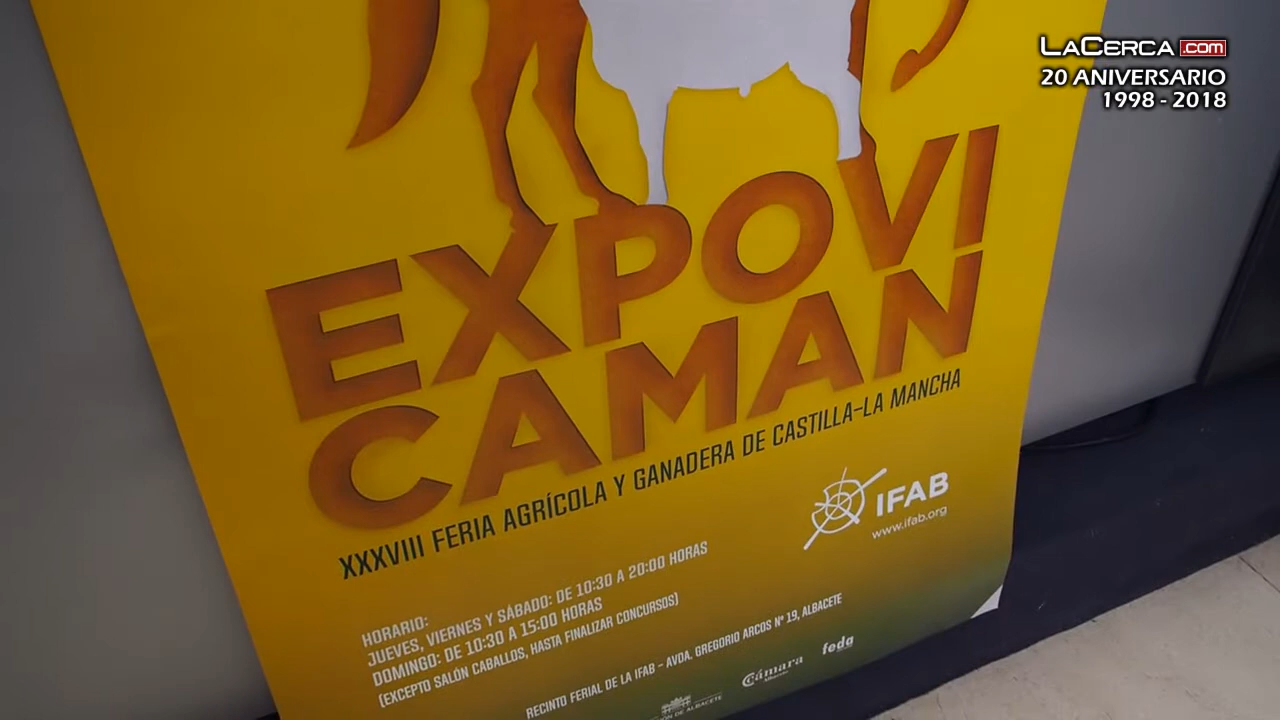 LACERCA.COM
20 ANIVERSARIO
1998 - 2018
EXPOVI
CAMAN
XXXVIII FERIA AGRÍCOLA Y GANADERA DE CASTILLA-LA MANCHA
IFAB
www.ifab.org
HORARIO:
JUEVES, VIERNES Y SÁBADO: DE 10:30 A 20:00 HORAS
DOMINGO: DE 10:30 A 15:00 HORAS
(EXCEPTO SALÓN CABALLOS, HASTA FINALIZAR CONCURSOS)
RECINTO FERIAL DE LA IFAB - AVDA. GREGORIO ARCOS Nº 19, ALBACETE
DE ALBACETE
Cámara
feda